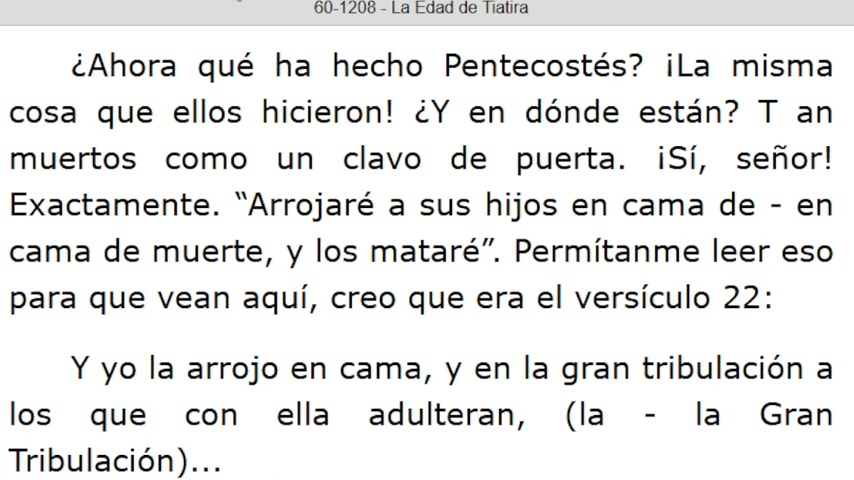 60-1208 - La Edad de Tiatira
¿Ahora qué ha hecho Pentecostés? ¡La misma
cosa que ellos hicieron! ¿Y en dónde están? T an
muertos como un clavo de puerta. ¡Sí, señor!
Exactamente. “Arrojaré a sus hijos en cama de - en
cama de muerte, y los mataré”. Permítanme leer eso
para que vean aquí, creo que era el versículo 22:
Y yo la arrojo en cama, y en la gran tribulación a
los que con ella adulteran, (la - la Gran
Tribulación)...